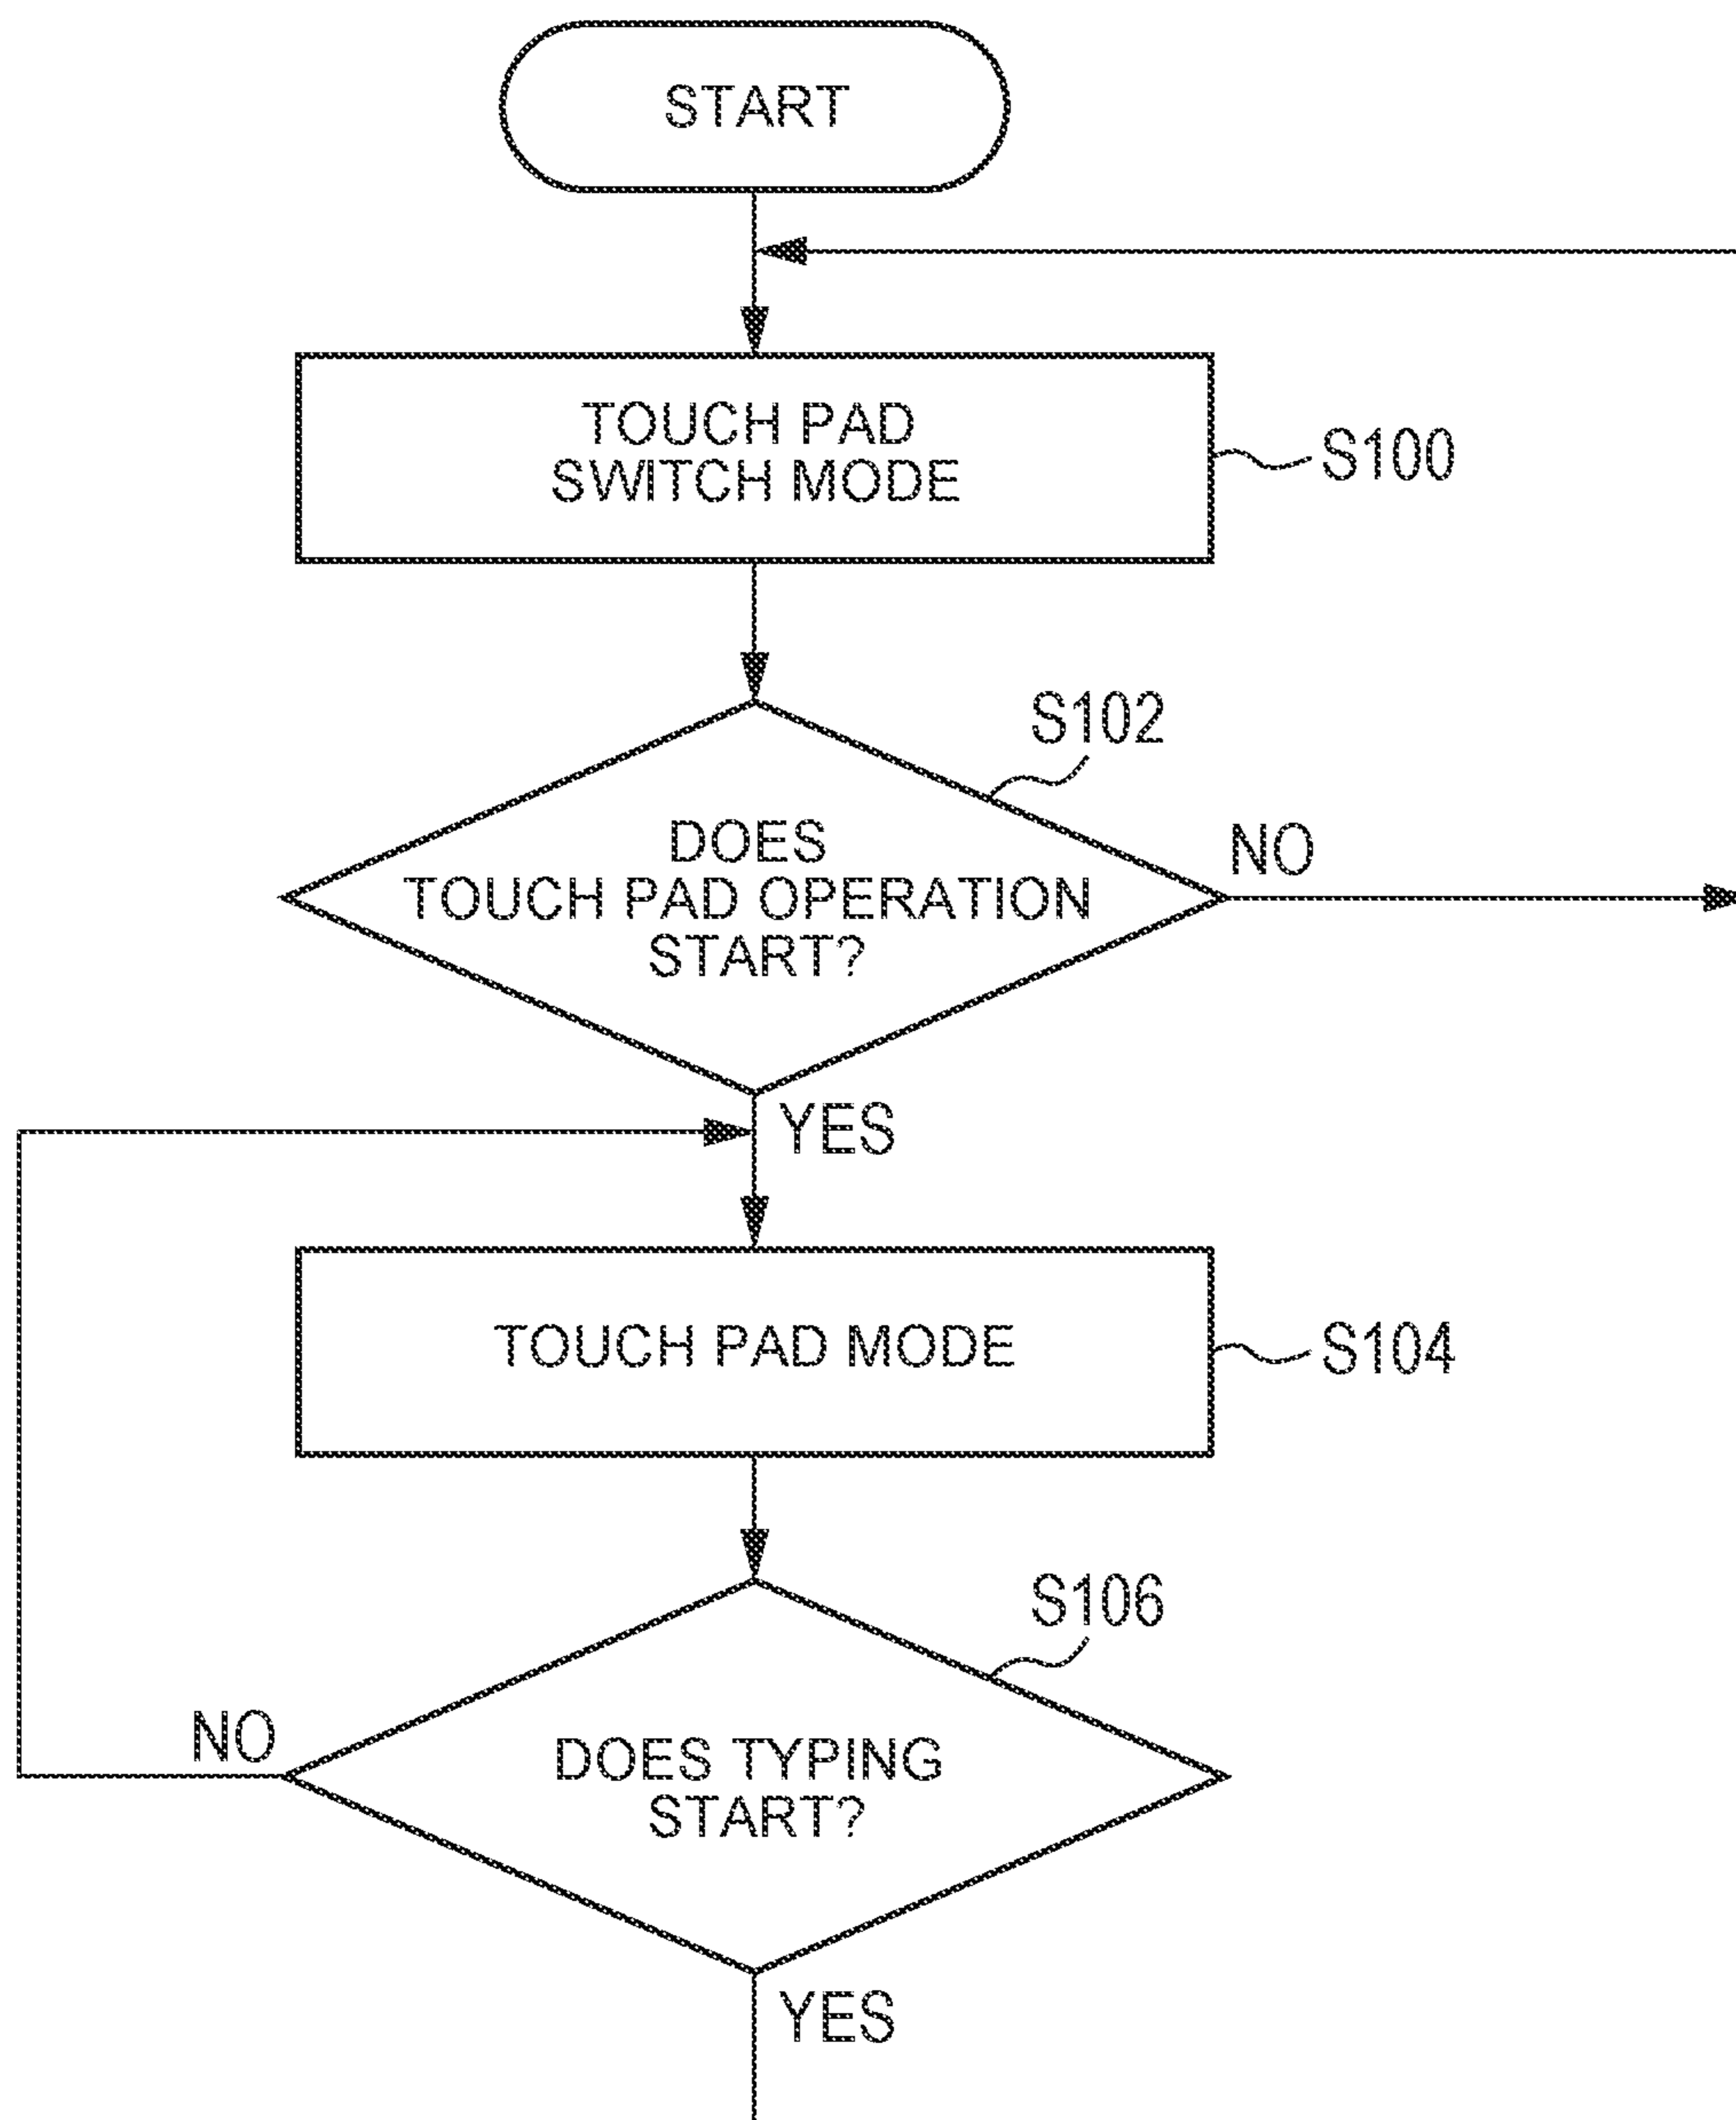 START
TOUCH PAD
SWITCH MODE
S100
S102
DOES
TOUCH PAD OPERATION
START?
NO
YES
TOUCH PAD MODE
S104
S106
NO
DOES TYPING
START?
YES